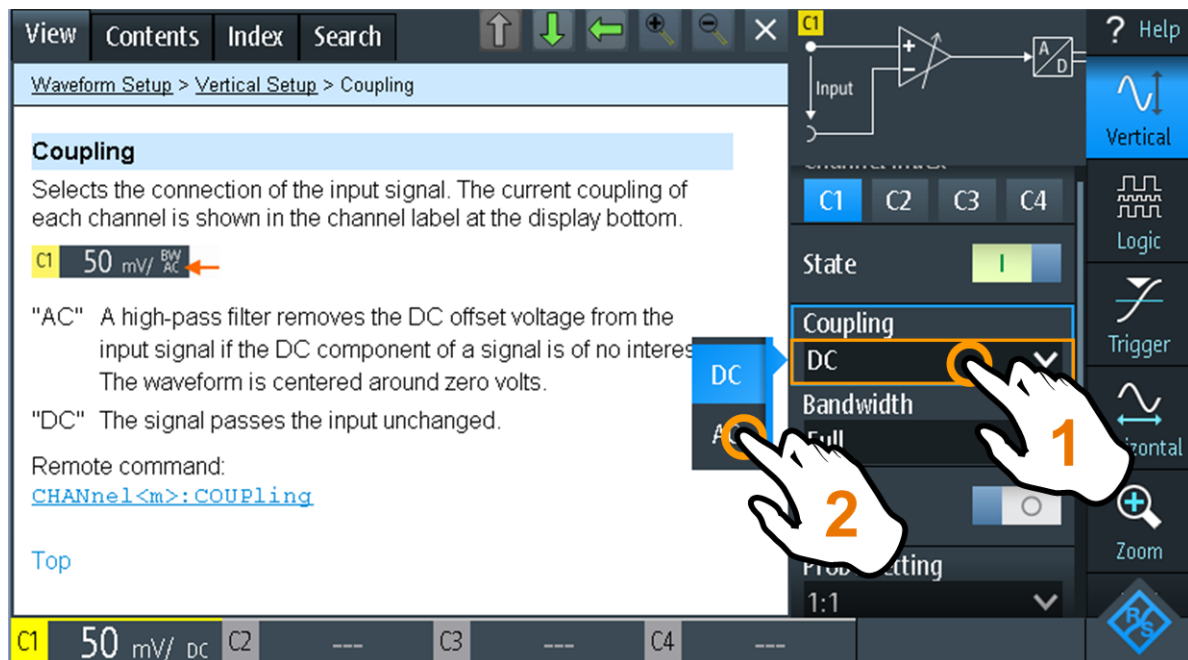 View Contents Index Search
Waveform Setup > Vertical Setup > Coupling
Coupling
Selects the connection of the input signal. The current coupling of
each channel is shown in the channel label at the display bottom.
C1 50 mV/ BW AC
"AC" A high-pass filter removes the DC offset voltage from the
input signal if the DC component of a signal is of no
The waveform is centered around zero volts.
"DC" The signal passes the input unchanged.
Remote command:
CHANnel<m>:COUPling
Top
DC
AC
2
C1
Input
+
-
A/D
C1 C2 C3 C4
State
I
Coupling
DC
1
Bandwidth
Full
O
1:1
? Help
Vertical
Logic
Trigger
Zoom
R&S
C1 50 mV/ DC C2 --- C3 --- C4 ---